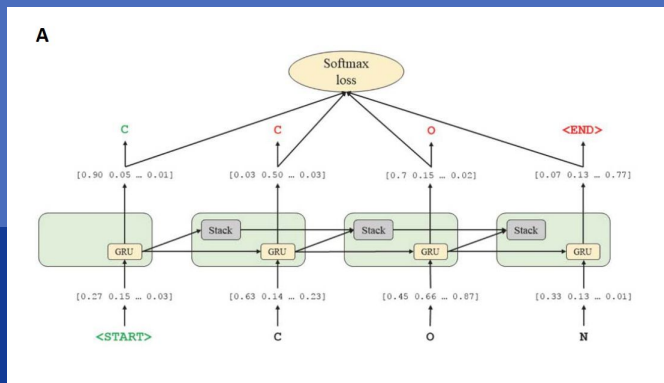 A
Softmax
loss
C C O <END>
[0.90 0.05 … 0.01] [0.03 0.50 … 0.03] [0.7 0.15 … 0.02] [0.07 0.13 … 0.77]
Stack Stack Stack
GRU GRU GRU GRU
[0.27 0.15 … 0.03] [0.63 0.14 … 0.23] [0.45 0.66 … 0.87] [0.33 0.13 … 0.01]
<START> C O N